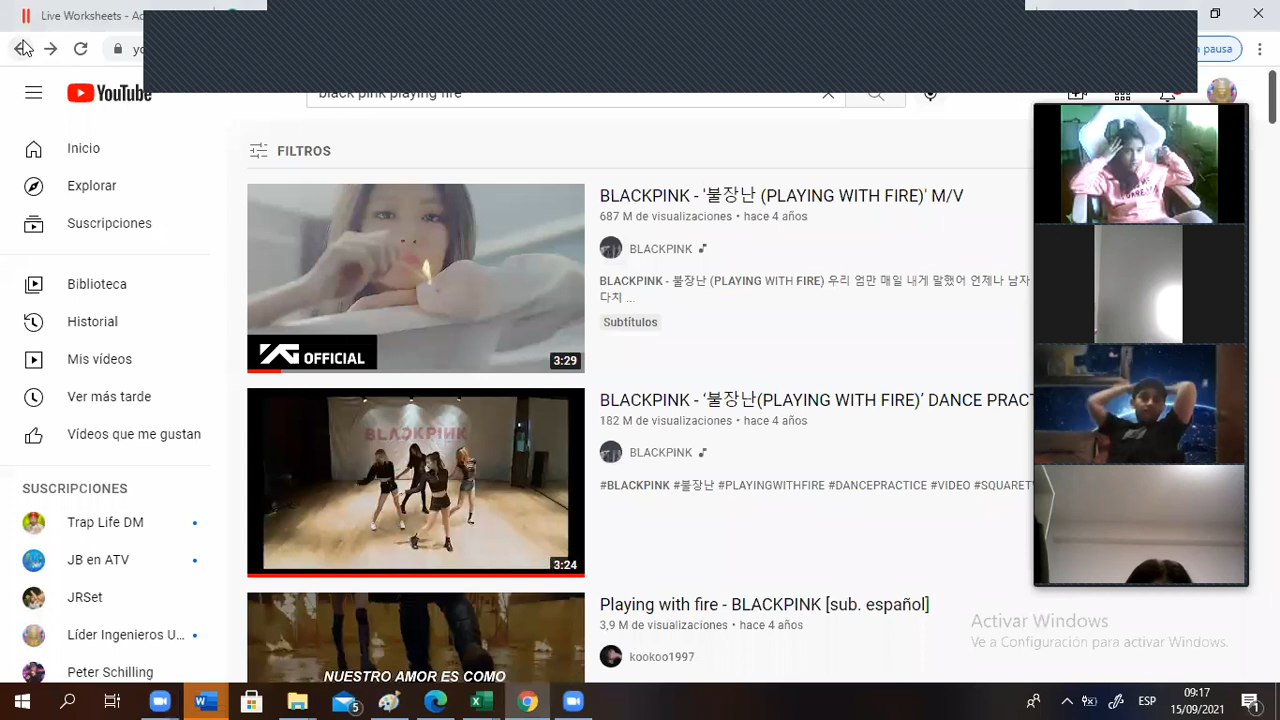 Live Worksheets - Ac
pausa
YouTube
black pink playing fire
Inicio
Explorar
Suscripciones
Biblioteca
Historial
Mis vídeos
Ver más tarde
Vídeos que me gustan
SUSCRIPCIONES
Trap Life DM
JB en ATV
JRSet
Líder Ingenieros U...
Peter Schilling
FILTROS
YG OFFICIAL
3:29
BLACKPINK - '불장난 (PLAYING WITH FIRE)' M/V
687 M de visualizaciones • hace 4 años
BLACKPINK
BLACKPINK - 불장난 (PLAYING WITH FIRE) 우리 엄만 매일 내게 말했어 언제나 남자
다치 ...
Subtítulos
BLACKPINK
3:24
BLACKPINK - ‘불장난(PLAYING WITH FIRE)’ DANCE PRACT
182 M de visualizaciones • hace 4 años
BLACKPINK
#BLACKPINK #불장난 #PLAYINGWITHFIRE #DANCEPRACTICE #VIDEO #SQUARET
NUESTRO AMOR ES COMO
Playing with fire - BLACKPINK [sub. español]
3,9 M de visualizaciones • hace 4 años
kookoo1997
Activar Windows
Ve a Configuración para activar Windows.
5
ESP
09:17
15/09/2021
1